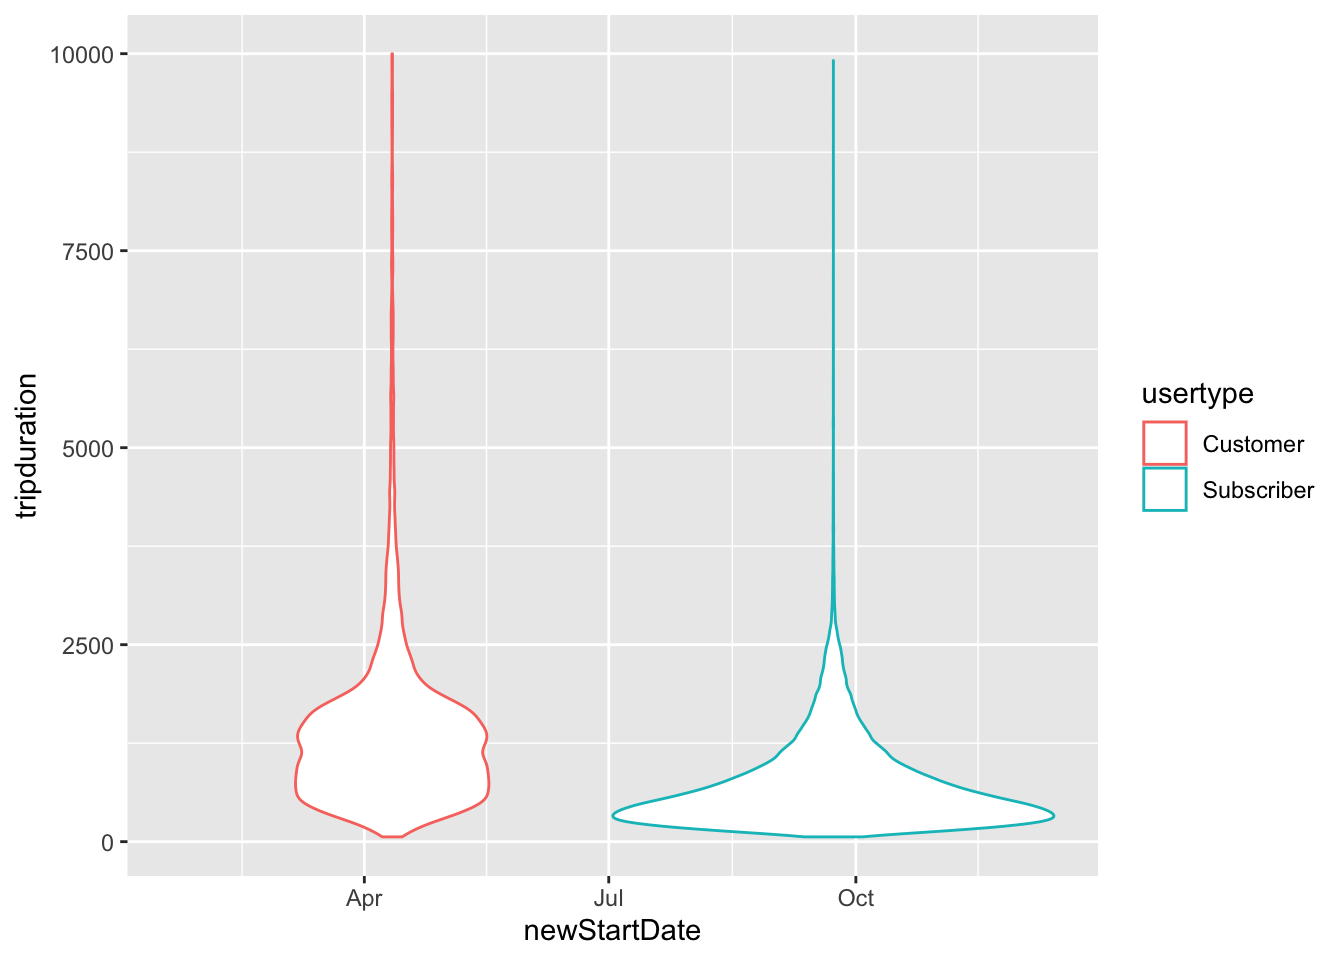 10000
7500
5000
2500
0
tripduration
Apr
Jul
Oct
newStartDate
usertype
Customer
Subscriber